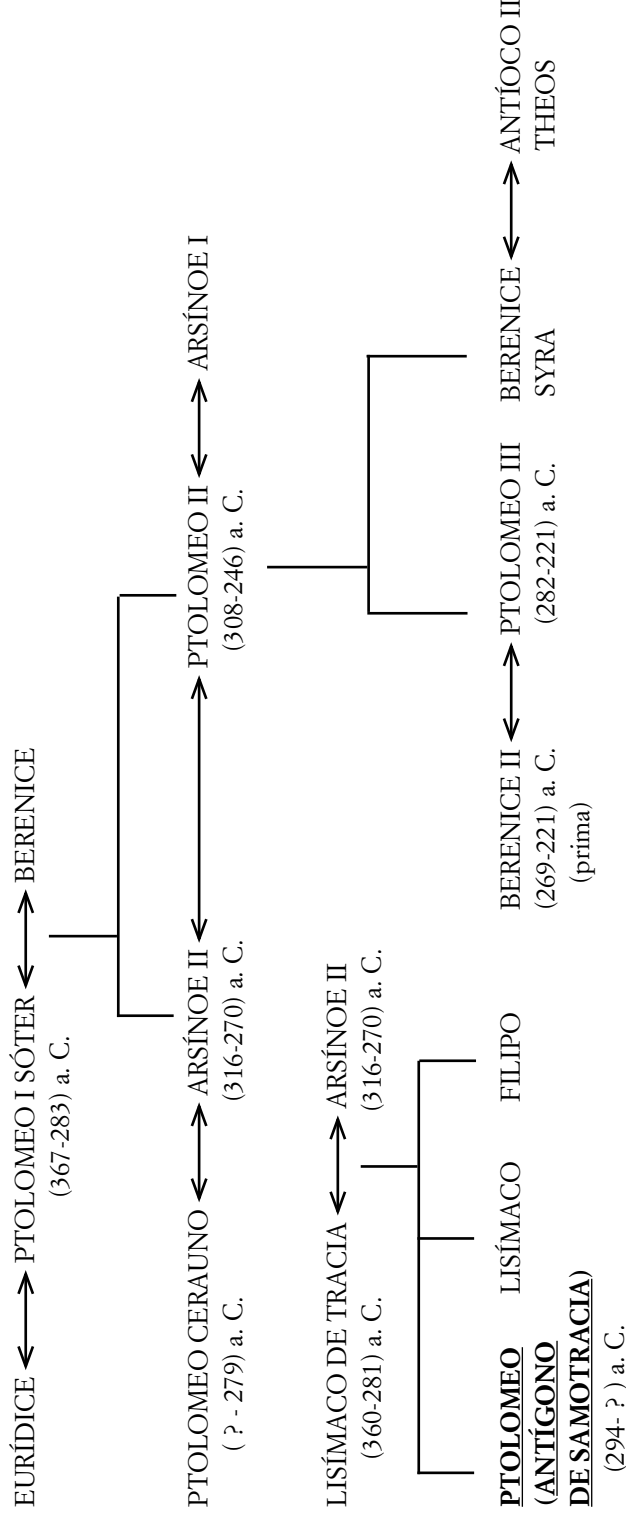 EURÍDICE PTOLOMEO I SÓTER BERENICE
(367-283) a. C.
PTOLOMEO CERAUNO ARSÍNOE II PTOLOMEO II ARSÍNOE I
( ? - 279) a. C. (316-270) a. C. (308-246) a. C.
LISÍMACO DE TRACIA ARSÍNOE II
(360-281) a. C. (316-270) a. C.
PTOLOMEO LISÍMACO FILIPO BERENICE II PTOLOMEO III BERENICE ANTÍOCO II
(ANTÍGONO (269-221) a. C. (282-221) a. C. SYRA THEOS
DE SAMOTRACIA) (prima)
(294- ? ) a. C.